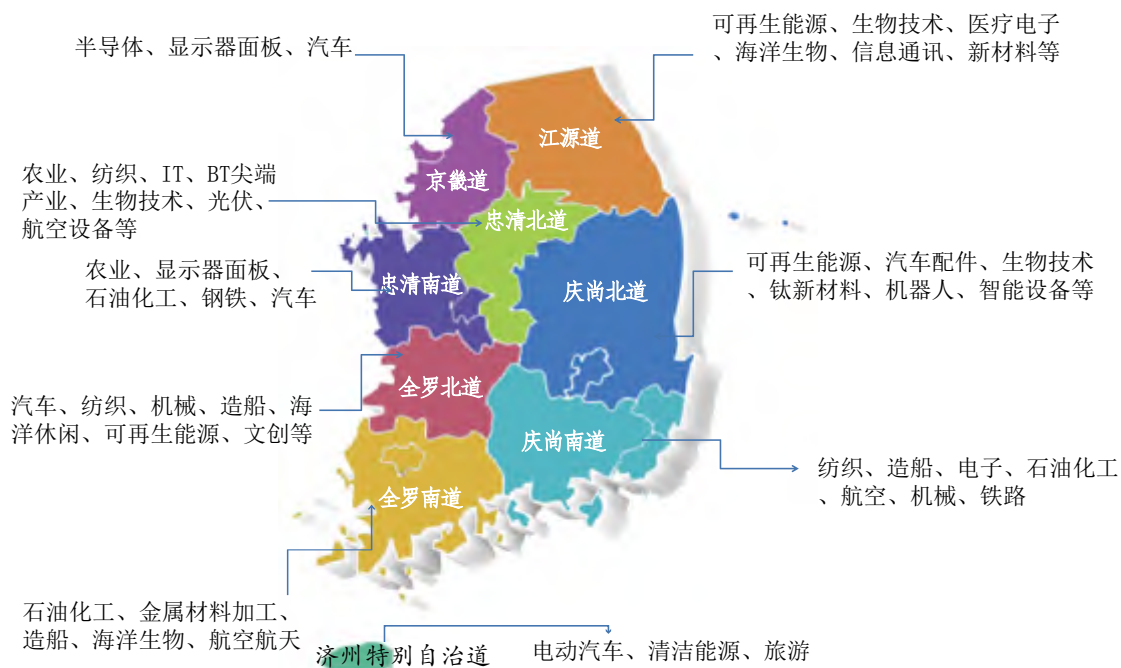 半导体、显示器面板、汽车
可再生能源、生物技术、医疗电子
、海洋生物、信息通讯、新材料等
江源道
京畿道
农业、纺织、IT、BT尖端
产业、生物技术、光伏、
航空设备等
忠清北道
农业、显示器面板、
石油化工、钢铁、汽车
忠清南道
庆尚北道
可再生能源、汽车配件、生物技术
、钛新材料、机器人、智能设备等
全罗北道
汽车、纺织、机械、造船、海
洋休闲、可再生能源、文创等
庆尚南道
纺织、造船、电子、石油化工
、航空、机械、铁路
全罗南道
石油化工、金属材料加工、
造船、海洋生物、航空航天
济州特别自治道
电动汽车、清洁能源、旅游